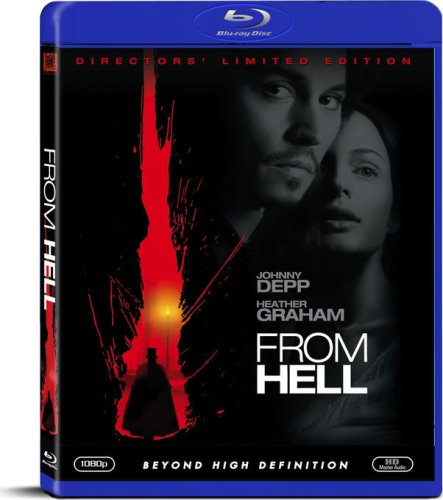 Blu-ray Disc
DIRECTORS' LIMITED EDITION
JOHNNY
DEPP
HEATHER
GRAHAM
FROM
HELL
1080p
BEYOND HIGH DEFINITION
HD
Master Audio
FROM HELL